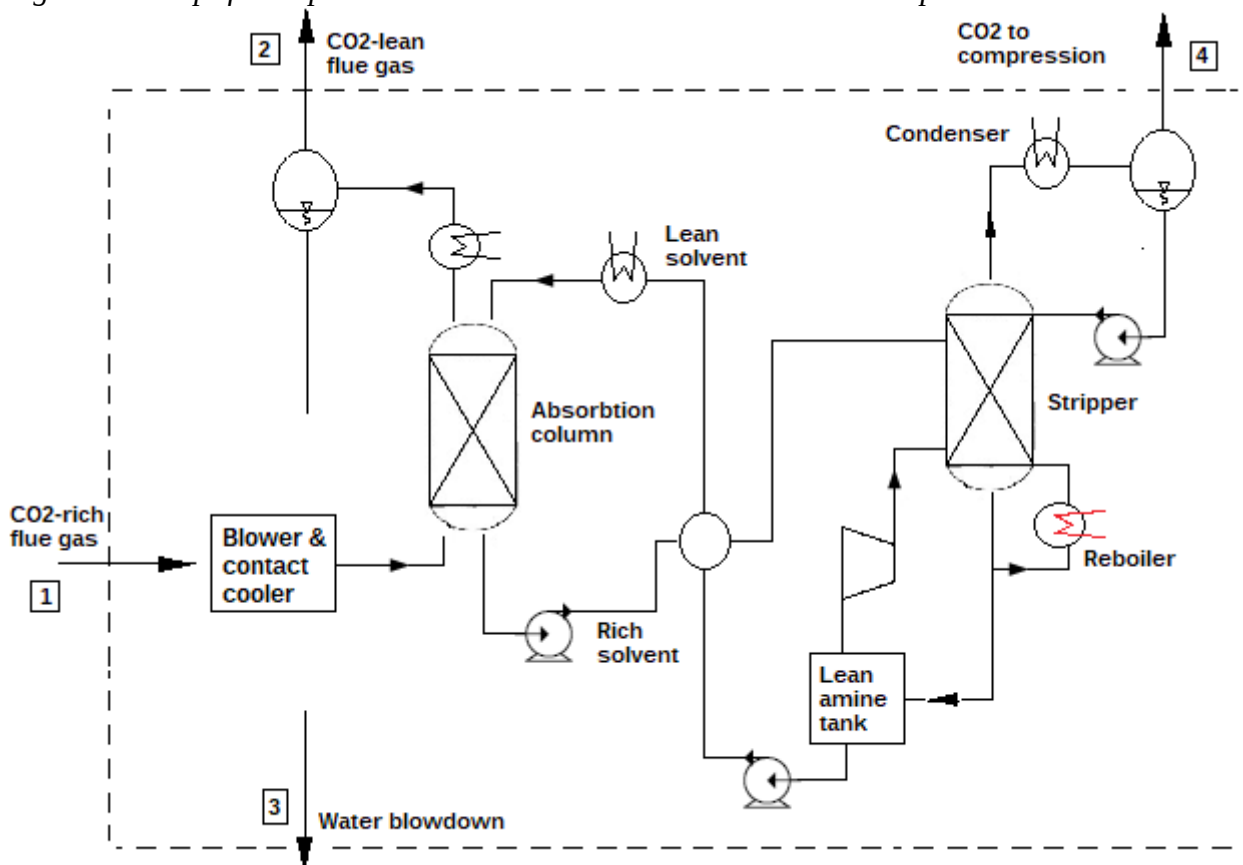 2
CO2-lean
flue gas
CO2 to
compression
4
Condenser
Lean
solvent
Absorbtion
column
Stripper
CO2-rich
flue gas
1
Blower &
contact
cooler
Reboiler
Rich
solvent
Lean
amine
tank
3
Water blowdown